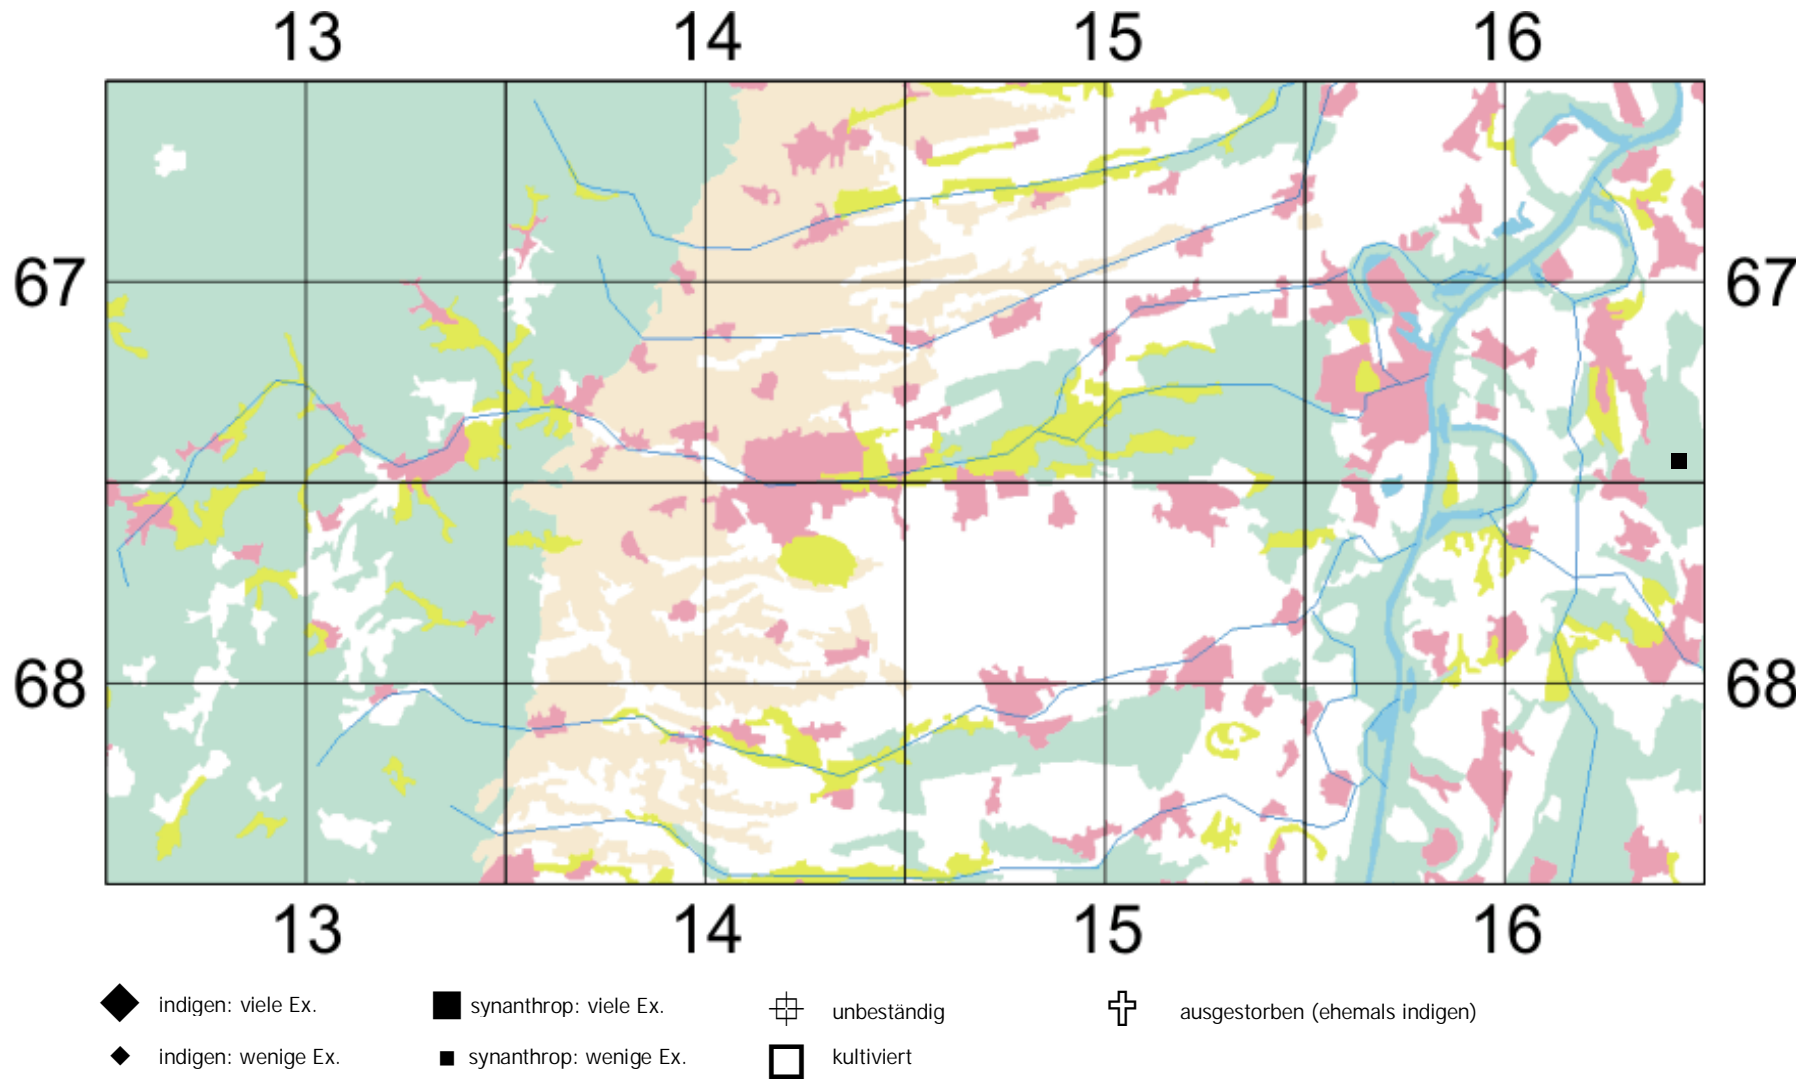 13 14 15 16
67 67
68 68
13 14 15 16
indigen: viele Ex. synanthrop: viele Ex. unbeständig ausgestorben (ehemals indigen)
indigen: wenige Ex. synanthrop: wenige Ex. kultiviert